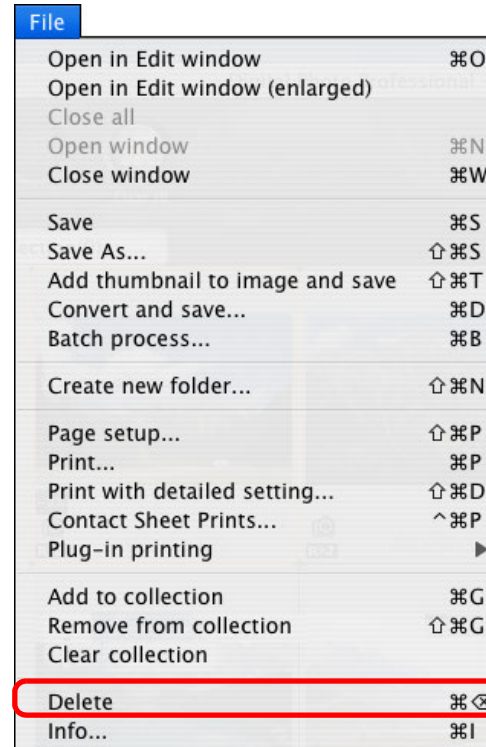 File
Open in Edit window ⌘O
Open in Edit window (enlarged)
Close all
Open window ⌘N
Close window ⌘W
Save ⌘S
Save As... ⇧⌘S
Add thumbnail to image and save ⇧⌘T
Convert and save... ⌘D
Batch process... ⌘B
Create new folder... ⇧⌘N
Page setup... ⇧⌘P
Print... ⌘P
Print with detailed setting... ⇧⌘D
Contact Sheet Prints... ^⌘P
Plug-in printing ▶
Add to collection ⌘G
Remove from collection ⇧⌘G
Clear collection
Delete ⌘⌫
Info... ⌘I